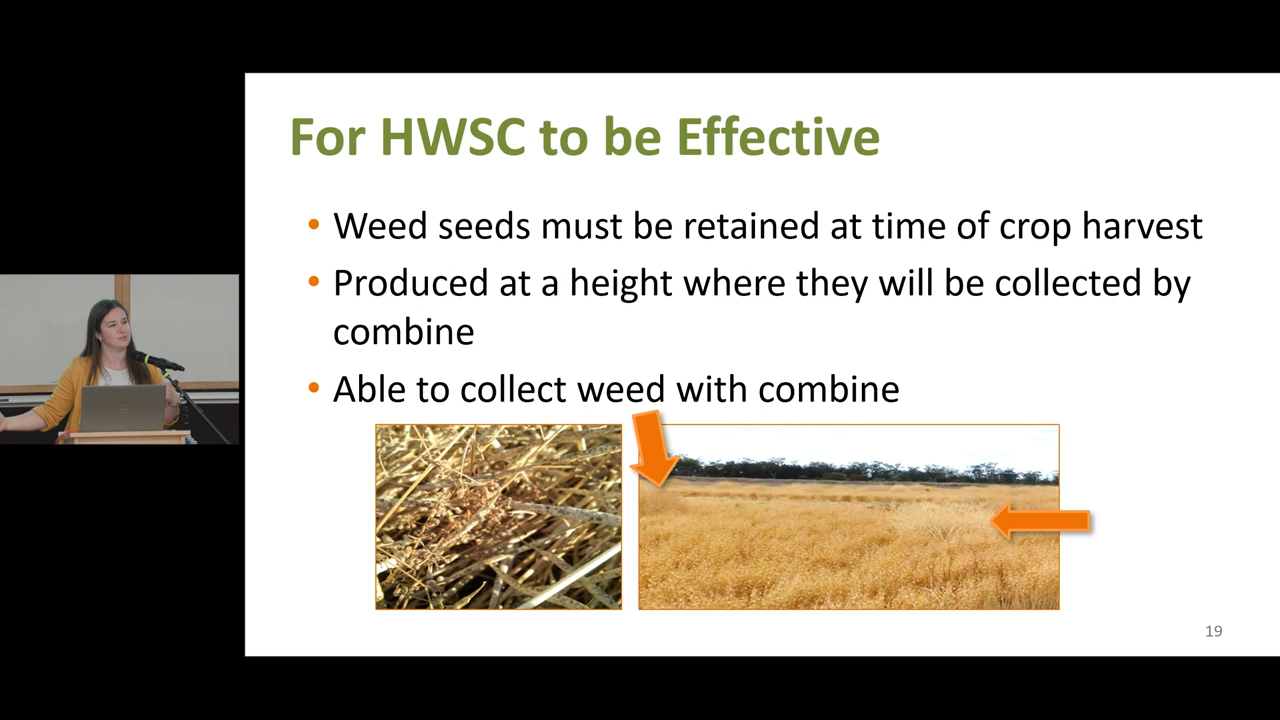 For HWSC to be Effective
• Weed seeds must be retained at time of crop harvest
• Produced at a height where they will be collected by
combine
• Able to collect weed with combine
19